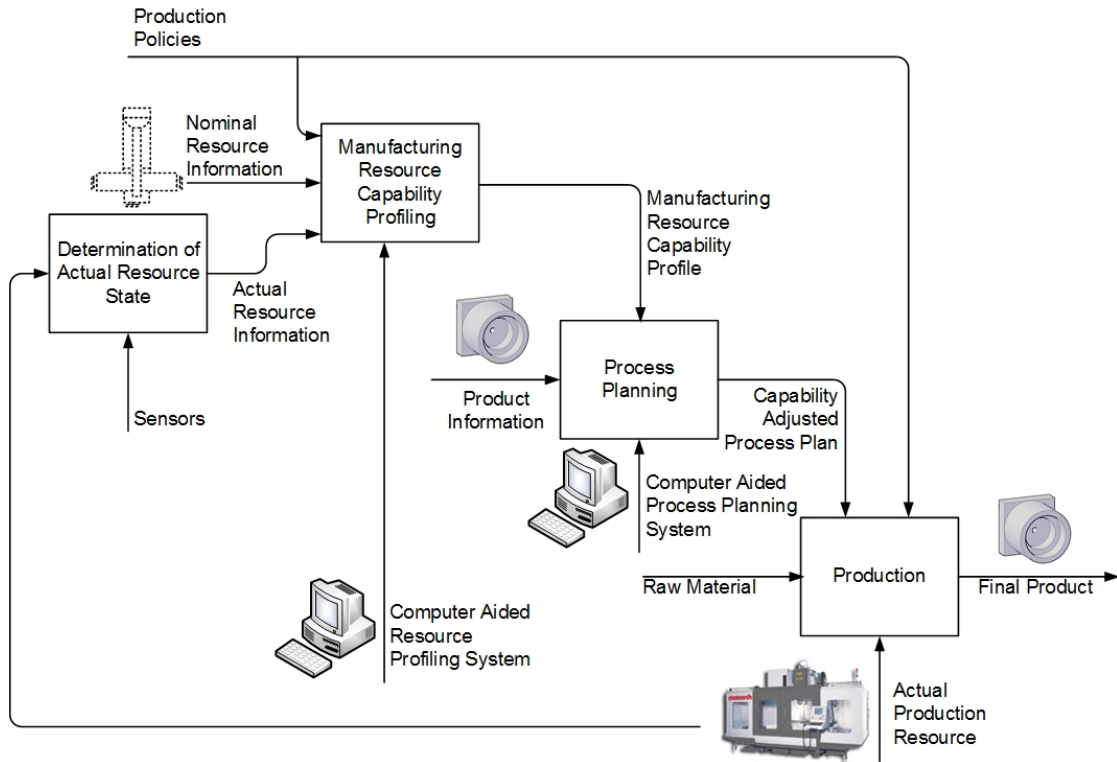 Production
Policies
Nominal
Resource
Information
Manufacturing
Resource
Capability
Profiling
Determination of
Actual Resource
State
Actual
Resource
Information
Manufacturing
Resource
Capability
Profile
Sensors
Product
Information
Process
Planning
Capability
Adjusted
Process Plan
Computer Aided
Process Planning
System
Raw Material
Production
Final Product
Computer Aided
Resource
Profiling System
monarch
Actual
Production
Resource